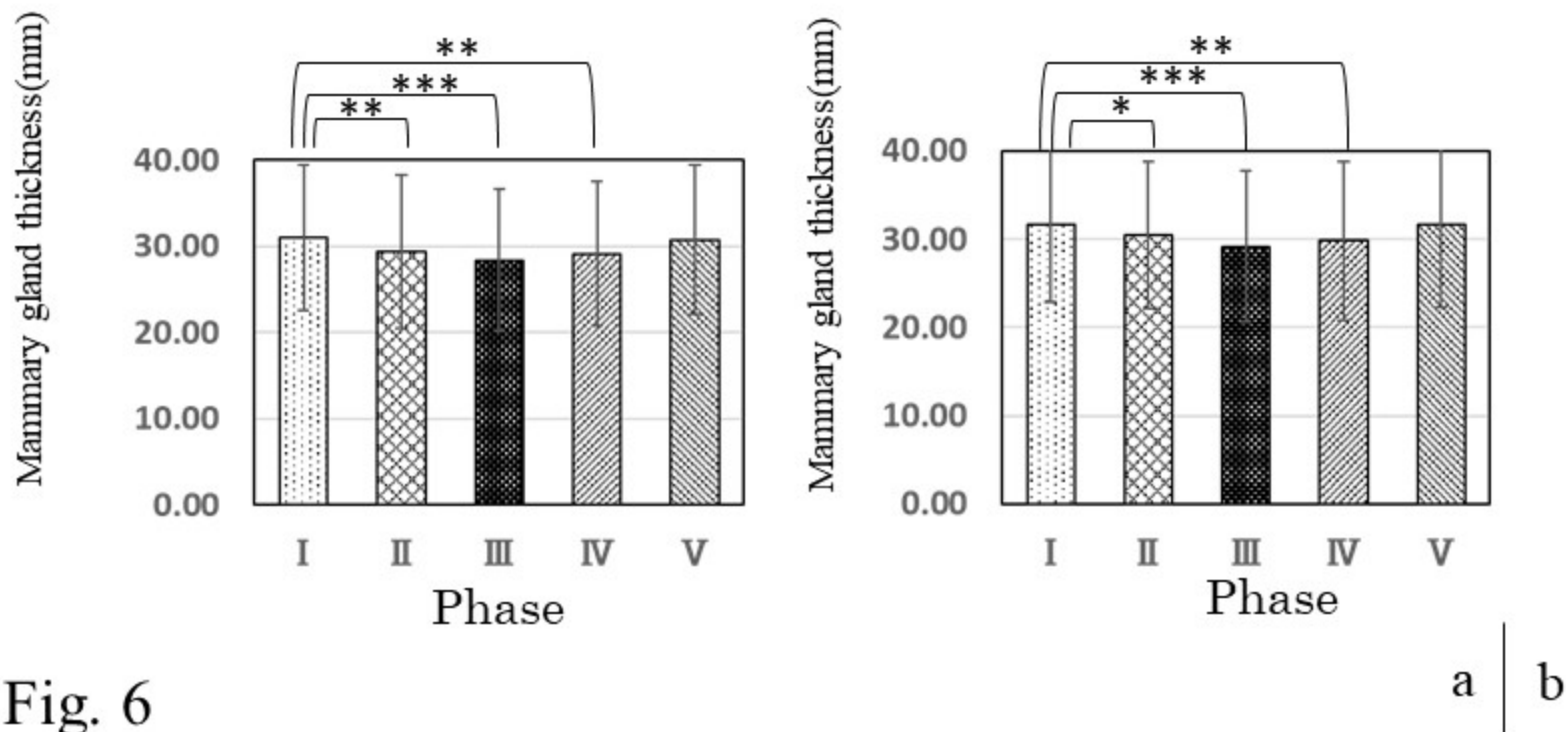 Mammary gland thickness(mm)
**
***
**
40.00
30.00
20.00
10.00
0.00
Ⅰ Ⅱ Ⅲ Ⅳ Ⅴ
Phase
Mammary gland thickness(mm)
**
***
*
40.00
30.00
20.00
10.00
0.00
Ⅰ Ⅱ Ⅲ Ⅳ Ⅴ
Phase
Fig. 6
a | b